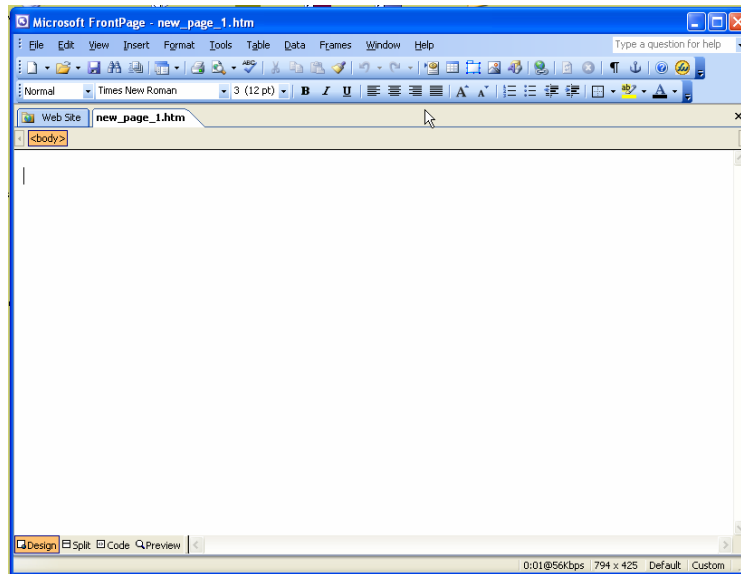 Microsoft FrontPage - new_page_1.htm
File Edit View Insert Format Tools Table Data Frames Window Help Type a question for help
Normal Times New Roman 3 (12 pt) B I U A A ab A
Web Site new_page_1.htm
<body>
Design Split Code Preview
0:01@56Kbps 794 x 425 Default Custom